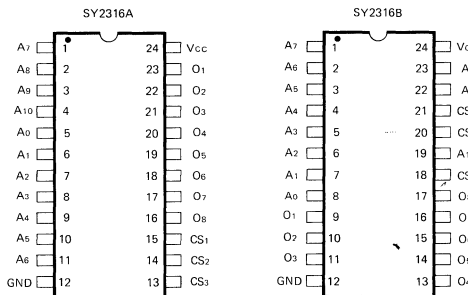 SY2316A
A7 1 24 VCC
A8 2 23 O1
A9 3 22 O2
A10 4 21 O3
A0 5 20 O4
A1 6 19 O5
A2 7 18 O6
A3 8 17 O7
A4 9 16 O8
A5 10 15 CS1
A6 11 14 CS2
GND 12 13 CS3
SY2316B
A7 1 24
A6 2 23
A5 3 22
A4 4 21
A3 5 20
A2 6 19
A1 7 18
A0 8 17
O1 9 16
O2 10 15
O3 11 14
GND 12 13